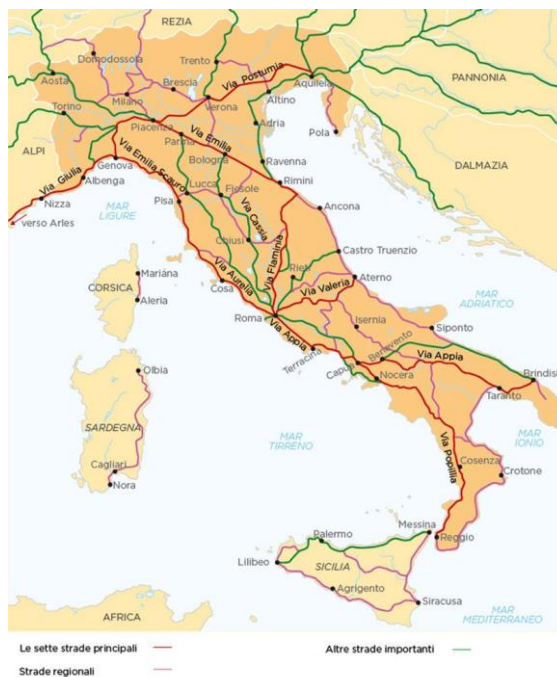 REZIA
Domodossola
Trento
Aosta
Milano
Brescia
Via Postumia
Aquileia
PANNONIA
Torino
Verona
Altino
Piacenza
Adria
Pola
Parma
Via Emilia
ALPI
Bologna
Ravenna
DALMAZIA
Genova
Via Emilia Scauro
Via Giulia
Albenga
Lucca
Fiesole
Rimini
Nizza
Pisa
Via Cassia
Ancona
verso Arles
MAR
LIGURE
Chiusi
Via Flaminia
Castro Truenzio
Mariána
Via Aurelia
Rieti
CORSICA
Cosa
Via Valeria
Aterno
MAR
ADRIATICO
Aleria
Roma
Isernia
Siponto
Via Appia
Benevento
Terracina
Via Appia
Olbia
Capua
Nocera
Brindisi
Taranto
SARDEGNA
MAR
TIRRENO
MAR
IONIO
Via Popillia
Cosenza
Cagliari
Crotone
Nora
Messina
Palermo
Reggio
Lilibeo
SICILIA
Agrigento
Siracusa
AFRICA
MAR
MEDITERRANEO
Le sette strade principali
Altre strade importanti
Strade regionali